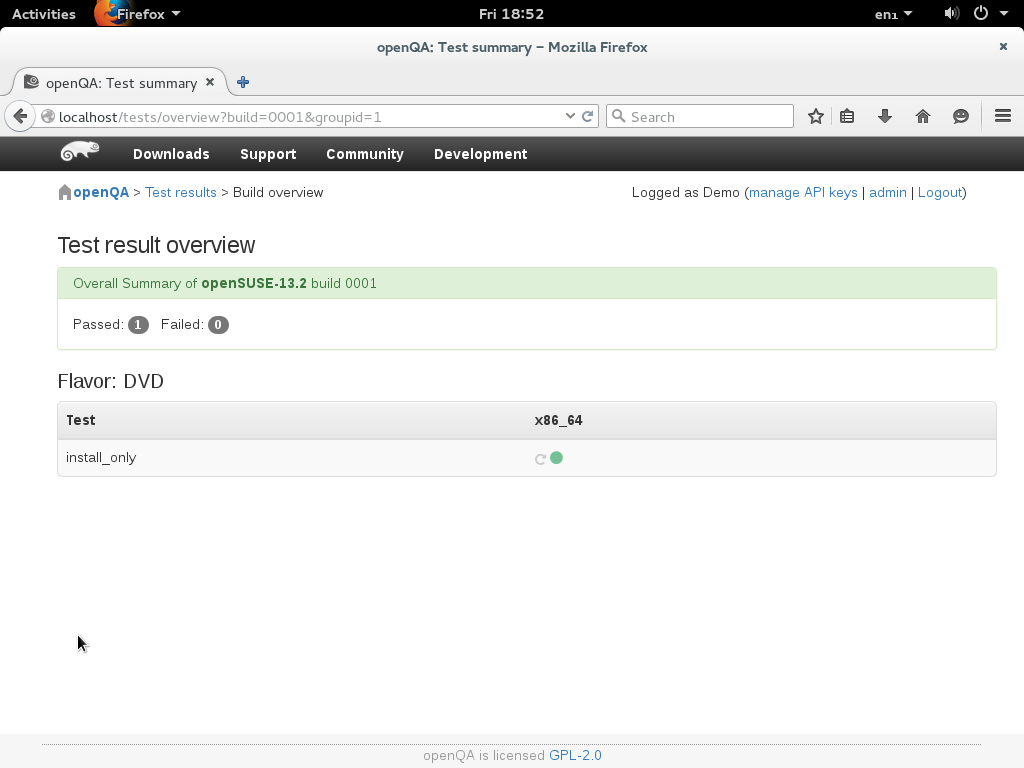 Activities Firefox Fri 18:52 en1
openQA: Test summary – Mozilla Firefox
openQA: Test summary
localhost/tests/overview?build=0001&groupid=1 Search
Downloads Support Community Development
openQA > Test results > Build overview Logged as Demo (manage API keys | admin | Logout)
Test result overview
Overall Summary of openSUSE-13.2 build 0001
Passed: 1 Failed: 0
Flavor: DVD
Test x86_64
install_only
openQA is licensed GPL-2.0